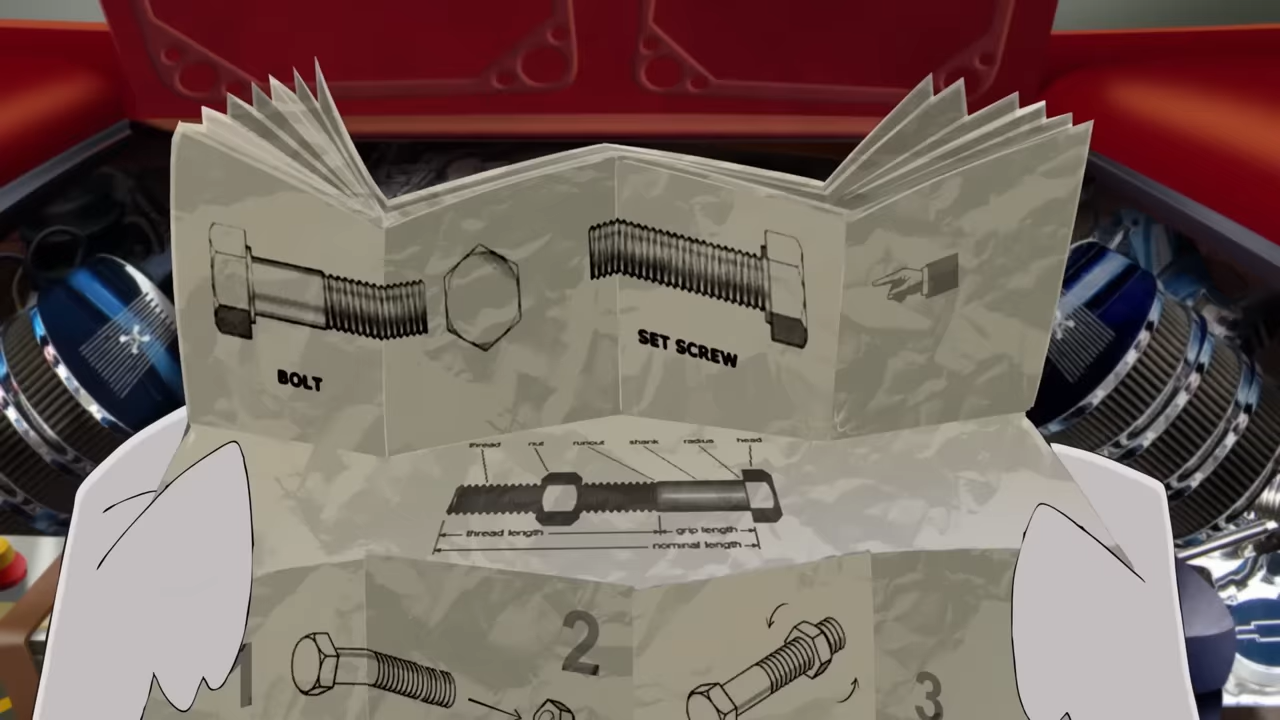 BOLT
SET SCREW
thread nut runout shank radius head
thread length
grip length
nominal length
1
2
3